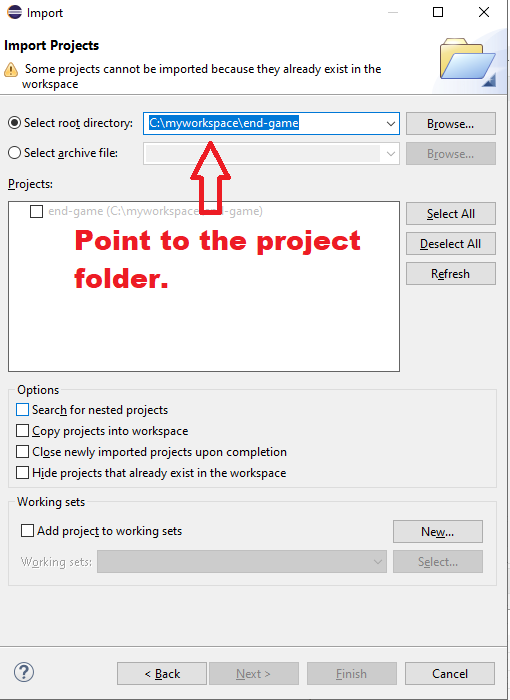 Import
Import Projects
Some projects cannot be imported because they already exist in the
workspace
Select root directory:
C:\myworkspace\end-game
Browse...
Select archive file:
Browse...
Projects:
end-game (C:\myworkspace\end-game)
Select All
Point to the project
folder.
Deselect All
Refresh
Options
Search for nested projects
Copy projects into workspace
Close newly imported projects upon completion
Hide projects that already exist in the workspace
Working sets
Add project to working sets
New...
Working sets:
Select...
?
< Back
Next >
Finish
Cancel